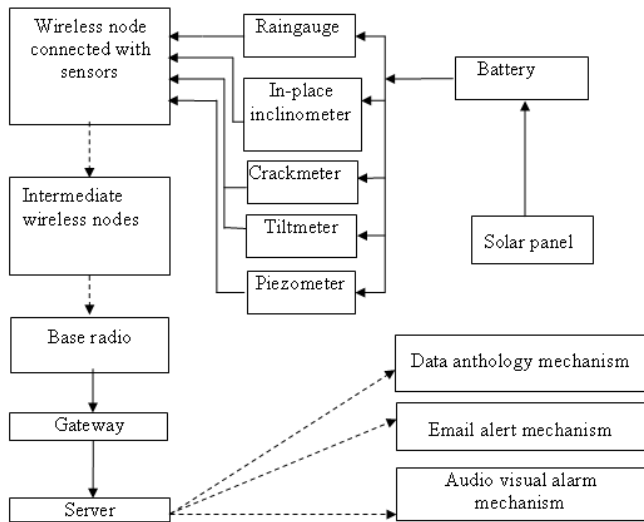 Wireless node
connected with
sensors
Raingauge
Battery
In-place
inclinometer
Crackmeter
Intermediate
wireless nodes
Tiltmeter
Solar panel
Piezometer
Base radio
Data anthology mechanism
Gateway
Email alert mechanism
Audio visual alarm
mechanism
Server